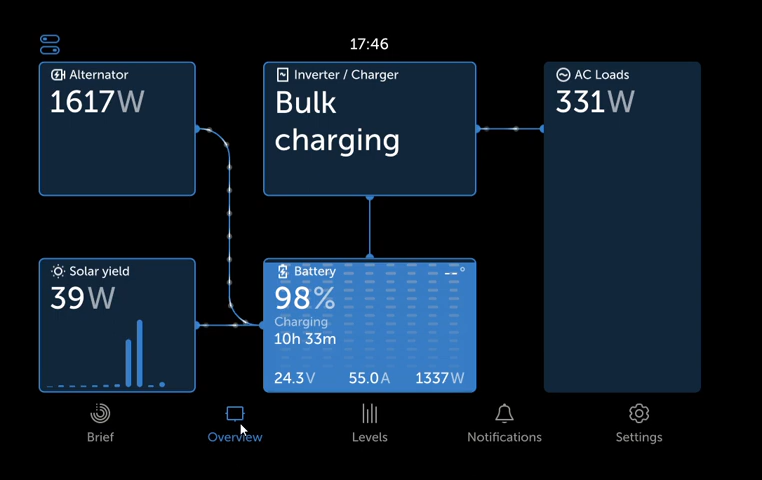 17:46
Alternator
1617W
Inverter / Charger
Bulk
charging
AC Loads
331W
Solar yield
39W
Battery
--°
98%
Charging
10h 33m
24.3V 55.0A 1337W
Brief
Overview
Levels
Notifications
Settings